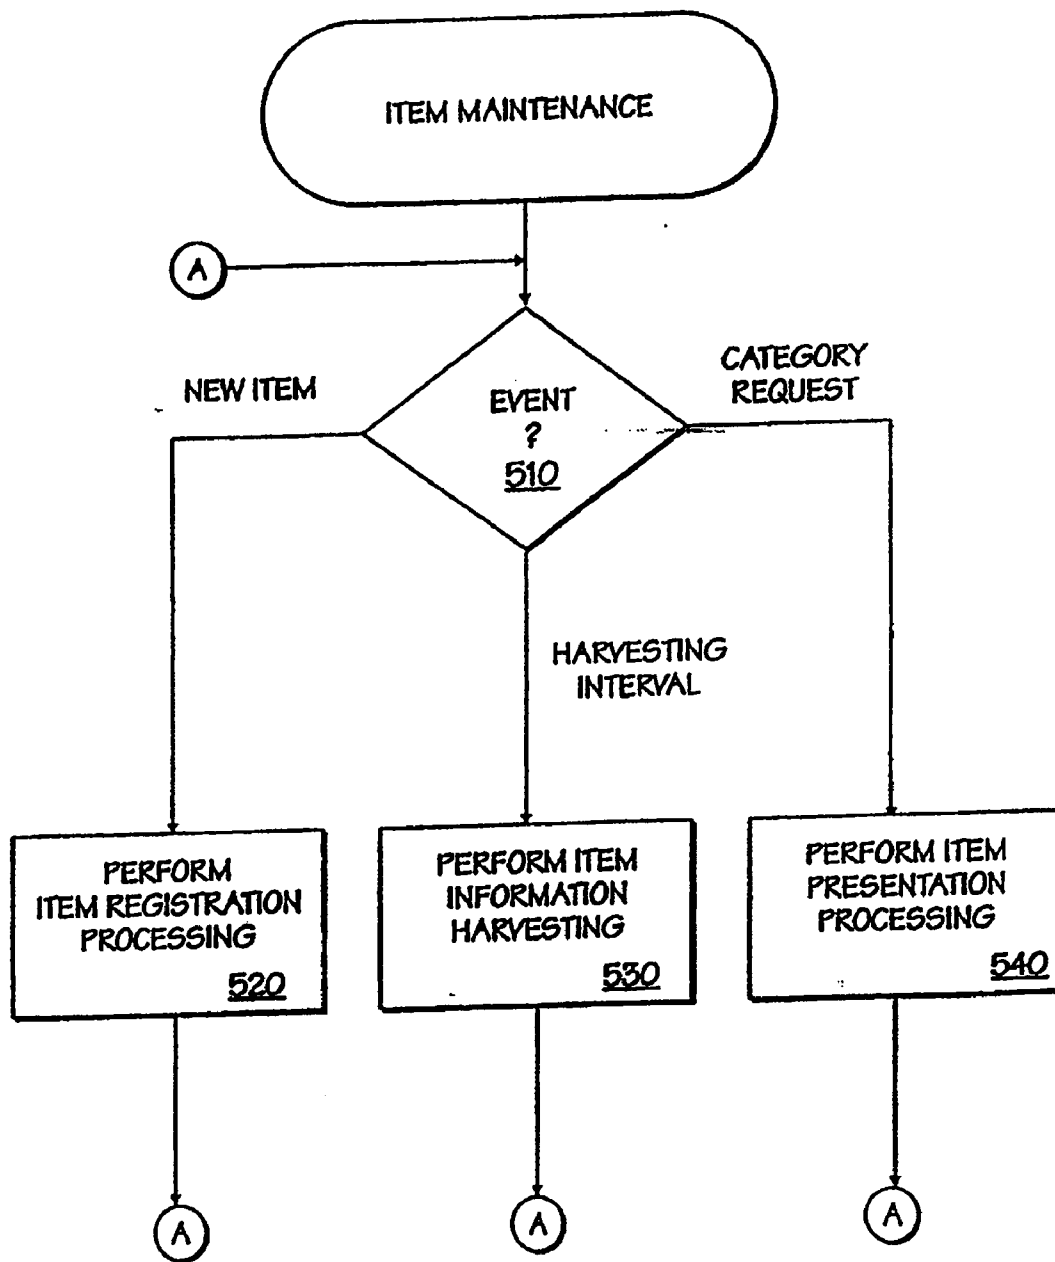 ITEM MAINTENANCE
A
NEW ITEM
EVENT
?
510
CATEGORY
REQUEST
HARVESTING
INTERVAL
PERFORM
ITEM REGISTRATION
PROCESSING
520
PERFORM ITEM
INFORMATION
HARVESTING
530
PERFORM ITEM
PRESENTATION
PROCESSING
540
A
A
A